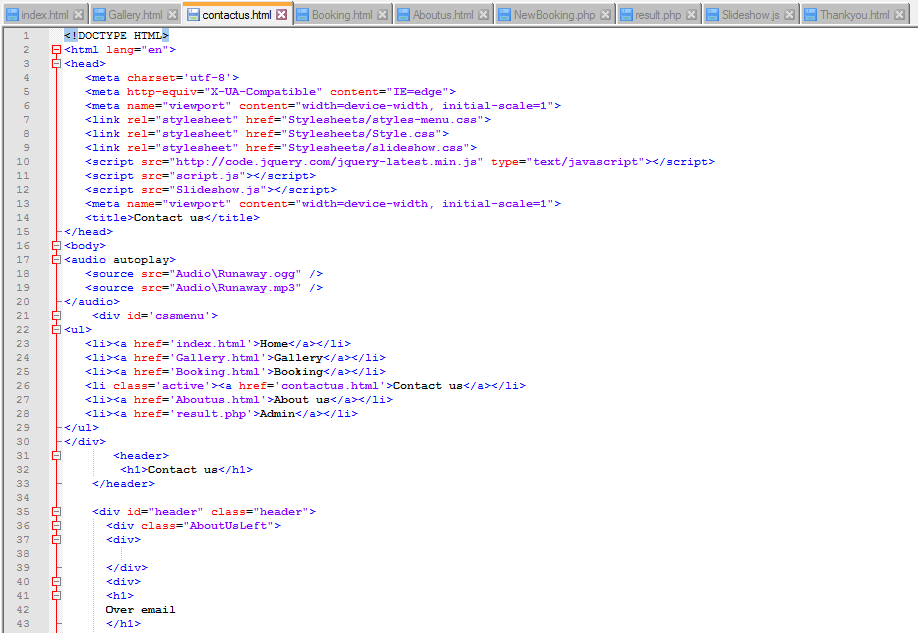 index.html Gallery.html contactus.html Booking.html Aboutus.html NewBooking.php result.php Slideshow.js Thankyou.html
1 <!DOCTYPE HTML>
2 <html lang="en">
3 <head>
4 <meta charset='utf-8'>
5 <meta http-equiv="X-UA-Compatible" content="IE=edge">
6 <meta name="viewport" content="width=device-width, initial-scale=1">
7 <link rel="stylesheet" href="Stylesheets/styles-menu.css">
8 <link rel="stylesheet" href="Stylesheets/Style.css">
9 <link rel="stylesheet" href="Stylesheets/slideshow.css">
10 <script src="http://code.jquery.com/jquery-latest.min.js" type="text/javascript"></script>
11 <script src="script.js"></script>
12 <script src="Slideshow.js"></script>
13 <meta name="viewport" content="width=device-width, initial-scale=1">
14 <title>Contact us</title>
15 </head>
16 <body>
17 <audio autoplay>
18 <source src="Audio\Runaway.ogg" />
19 <source src="Audio\Runaway.mp3" />
20 </audio>
21 <div id='cssmenu'>
22 <ul>
23 <li><a href='index.html'>Home</a></li>
24 <li><a href='Gallery.html'>Gallery</a></li>
25 <li><a href='Booking.html'>Booking</a></li>
26 <li class='active'><a href='contactus.html'>Contact us</a></li>
27 <li><a href='Aboutus.html'>About us</a></li>
28 <li><a href='result.php'>Admin</a></li>
29 </ul>
30 </div>
31 <header>
32 <h1>Contact us</h1>
33 </header>
34
35 <div id="header" class="header">
36 <div class="AboutUsLeft">
37 <div>
38
39 </div>
40 <div>
41 <h1>
42 Over email
43 </h1>